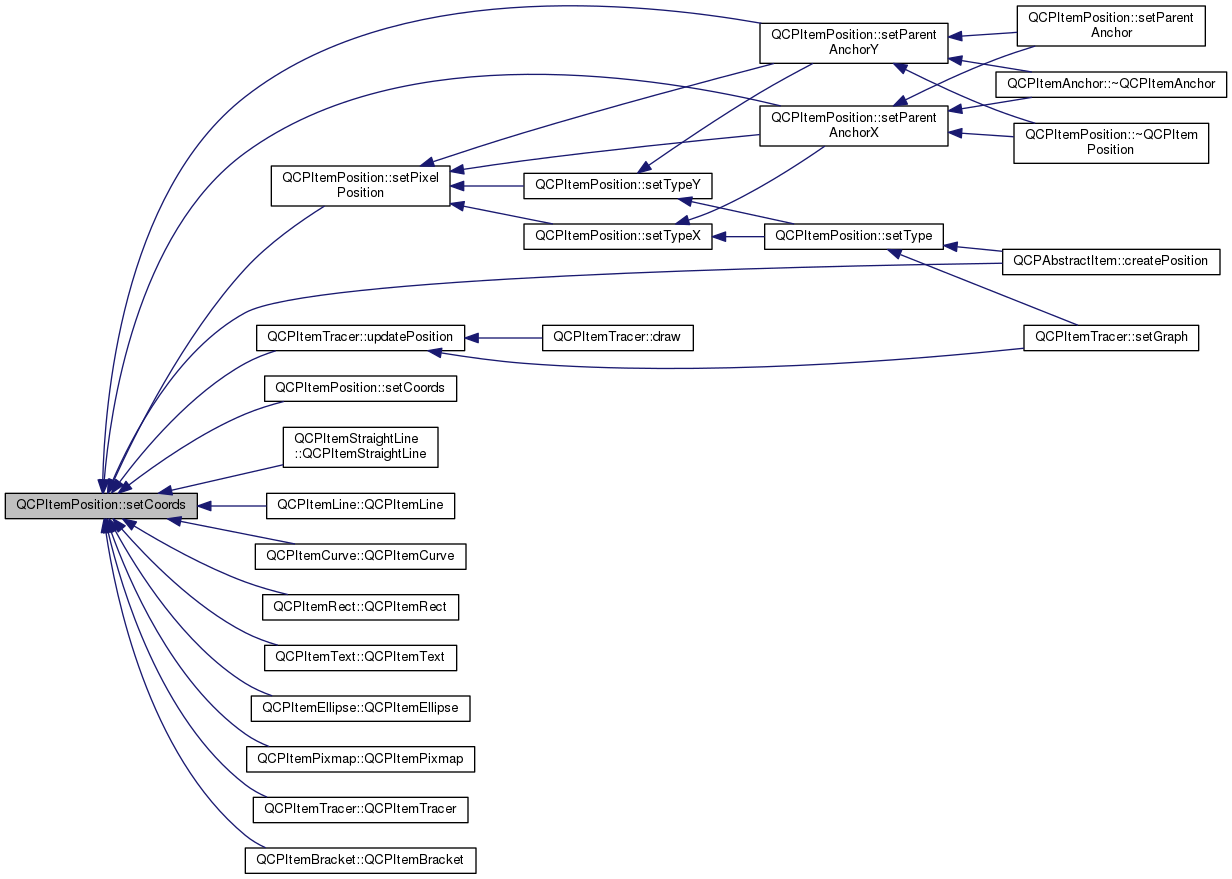 QCPItemPosition::setParent
Anchor
QCPItemPosition::setParent
AnchorY
QCPItemAnchor::~QCPItemAnchor
QCPItemPosition::setParent
AnchorX
QCPItemPosition::~QCPItem
Position
QCPItemPosition::setPixel
Position
QCPItemPosition::setTypeY
QCPItemPosition::setTypeX
QCPItemPosition::setType
QCPAbstractItem::createPosition
QCPItemTracer::updatePosition
QCPItemTracer::draw
QCPItemTracer::setGraph
QCPItemPosition::setCoords
QCPItemStraightLine
::QCPItemStraightLine
QCPItemPosition::setCoords
QCPItemLine::QCPItemLine
QCPItemCurve::QCPItemCurve
QCPItemRect::QCPItemRect
QCPItemText::QCPItemText
QCPItemEllipse::QCPItemEllipse
QCPItemPixmap::QCPItemPixmap
QCPItemTracer::QCPItemTracer
QCPItemBracket::QCPItemBracket